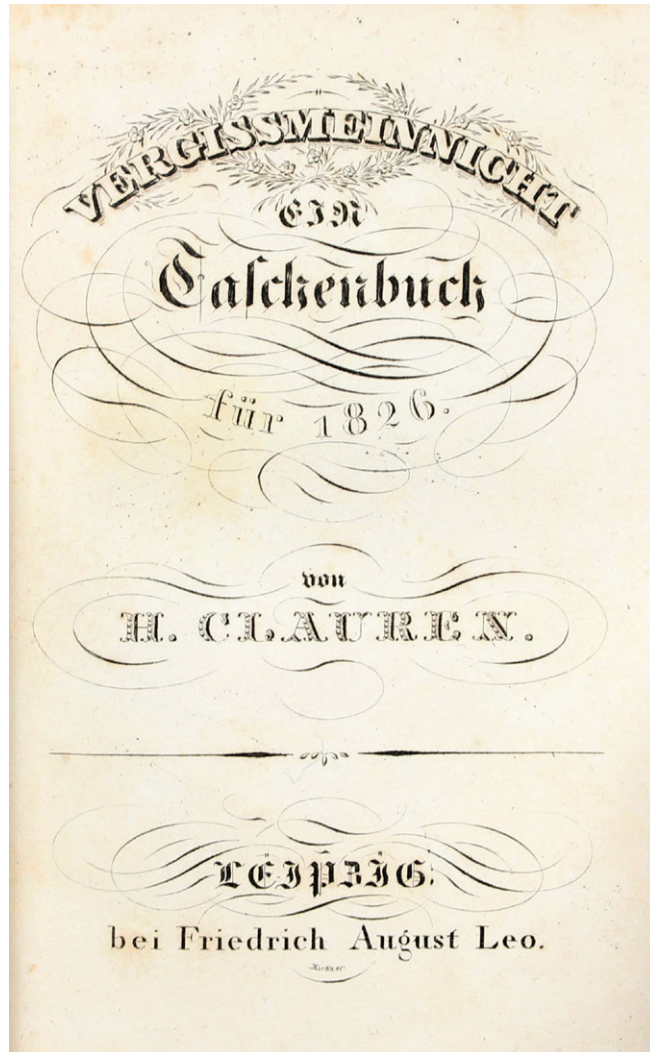 VERGISSMEINNICHT
EIN
Taschenbuch
für 1826.
von
H. CLAUREN.
LEIPZIG.
bei Friedrich August Leo.